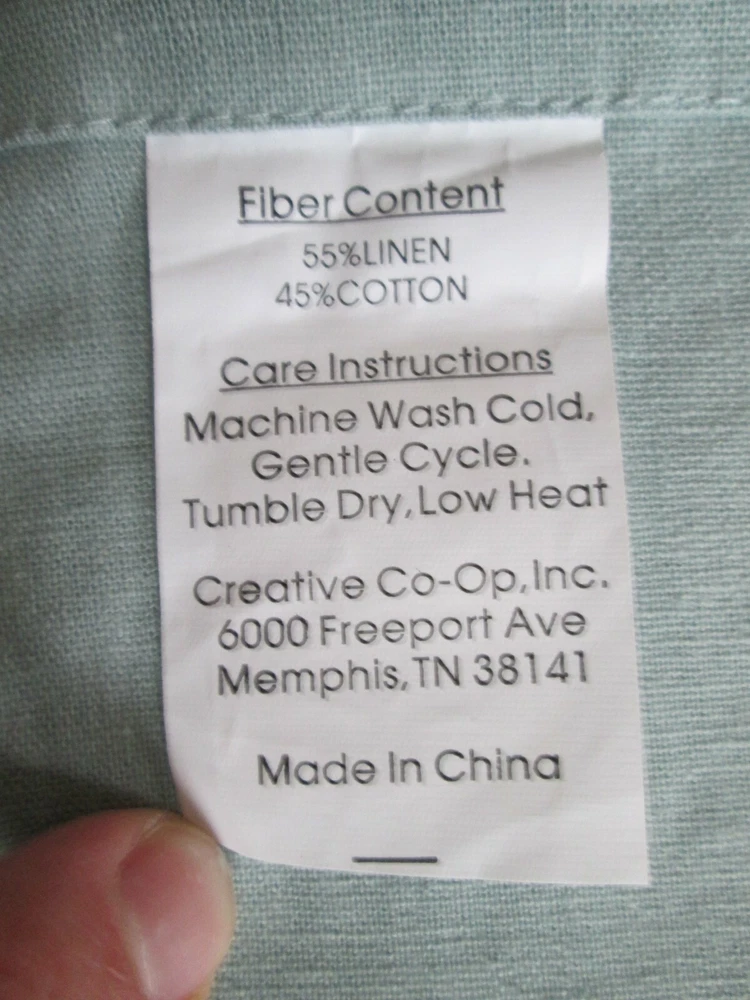 Fiber Content
55%LINEN
45%COTTON
Care Instructions
Machine Wash Cold,
Gentle Cycle.
Tumble Dry,Low Heat
Creative Co-Op,Inc.
6000 Freeport Ave
Memphis,TN 38141
Made In China